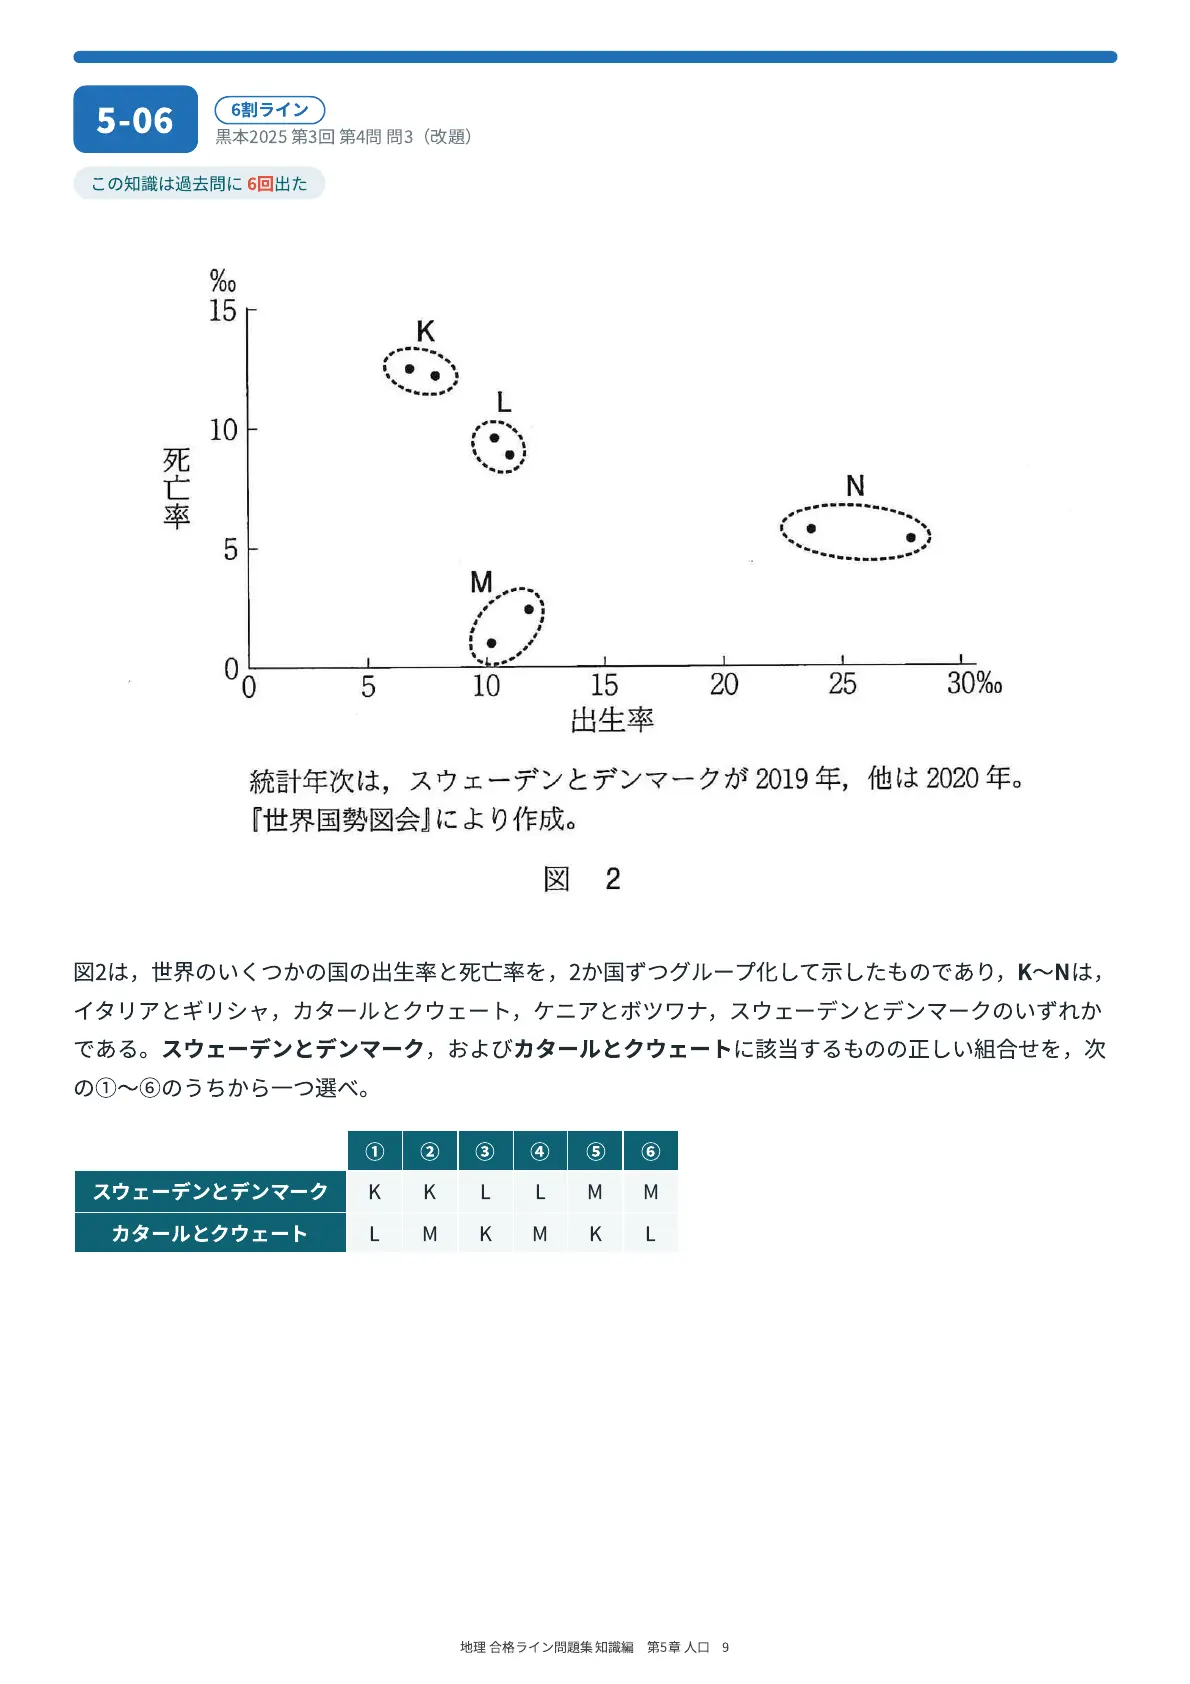 5-06
6割ライン
黒本2025 第3回 第4問 問3（改題）
この知識は過去問に 6回出た
‰
15
K
L
10
死亡率
N
5
M
0
0 5 10 15 20 25 30‰
出生率
統計年次は，スウェーデンとデンマークが 2019 年，他は 2020 年。
『世界国勢図会』により作成。
図 2
図2は，世界のいくつかの国の出生率と死亡率を，2か国ずつグループ化して示したものであり，K〜Nは，
イタリアとギリシャ，カタールとクウェート，ケニアとボツワナ，スウェーデンとデンマークのいずれか
である。スウェーデンとデンマーク，およびカタールとクウェートに該当するものの正しい組合せを，次
の①〜⑥のうちから一つ選べ。
① ② ③ ④ ⑤ ⑥
スウェーデンとデンマーク K K L L M M
カタールとクウェート L M K M K L
地理 合格ライン問題集 知識編 第5章 人口 9